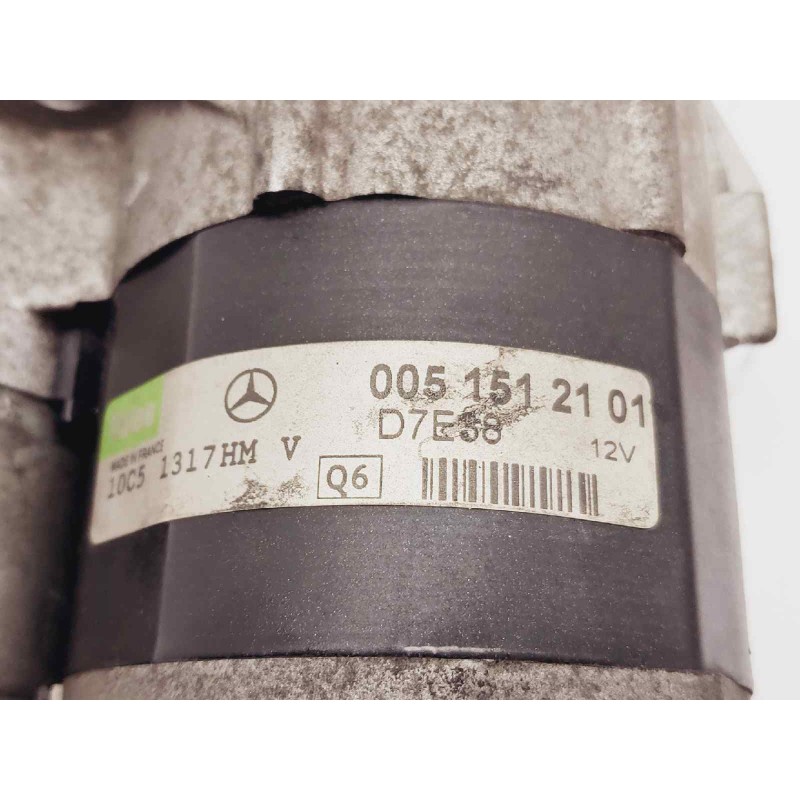 005 151 21 01
D7E58
12V
MADE IN FRANCE
10C5 1317HM V
Q6